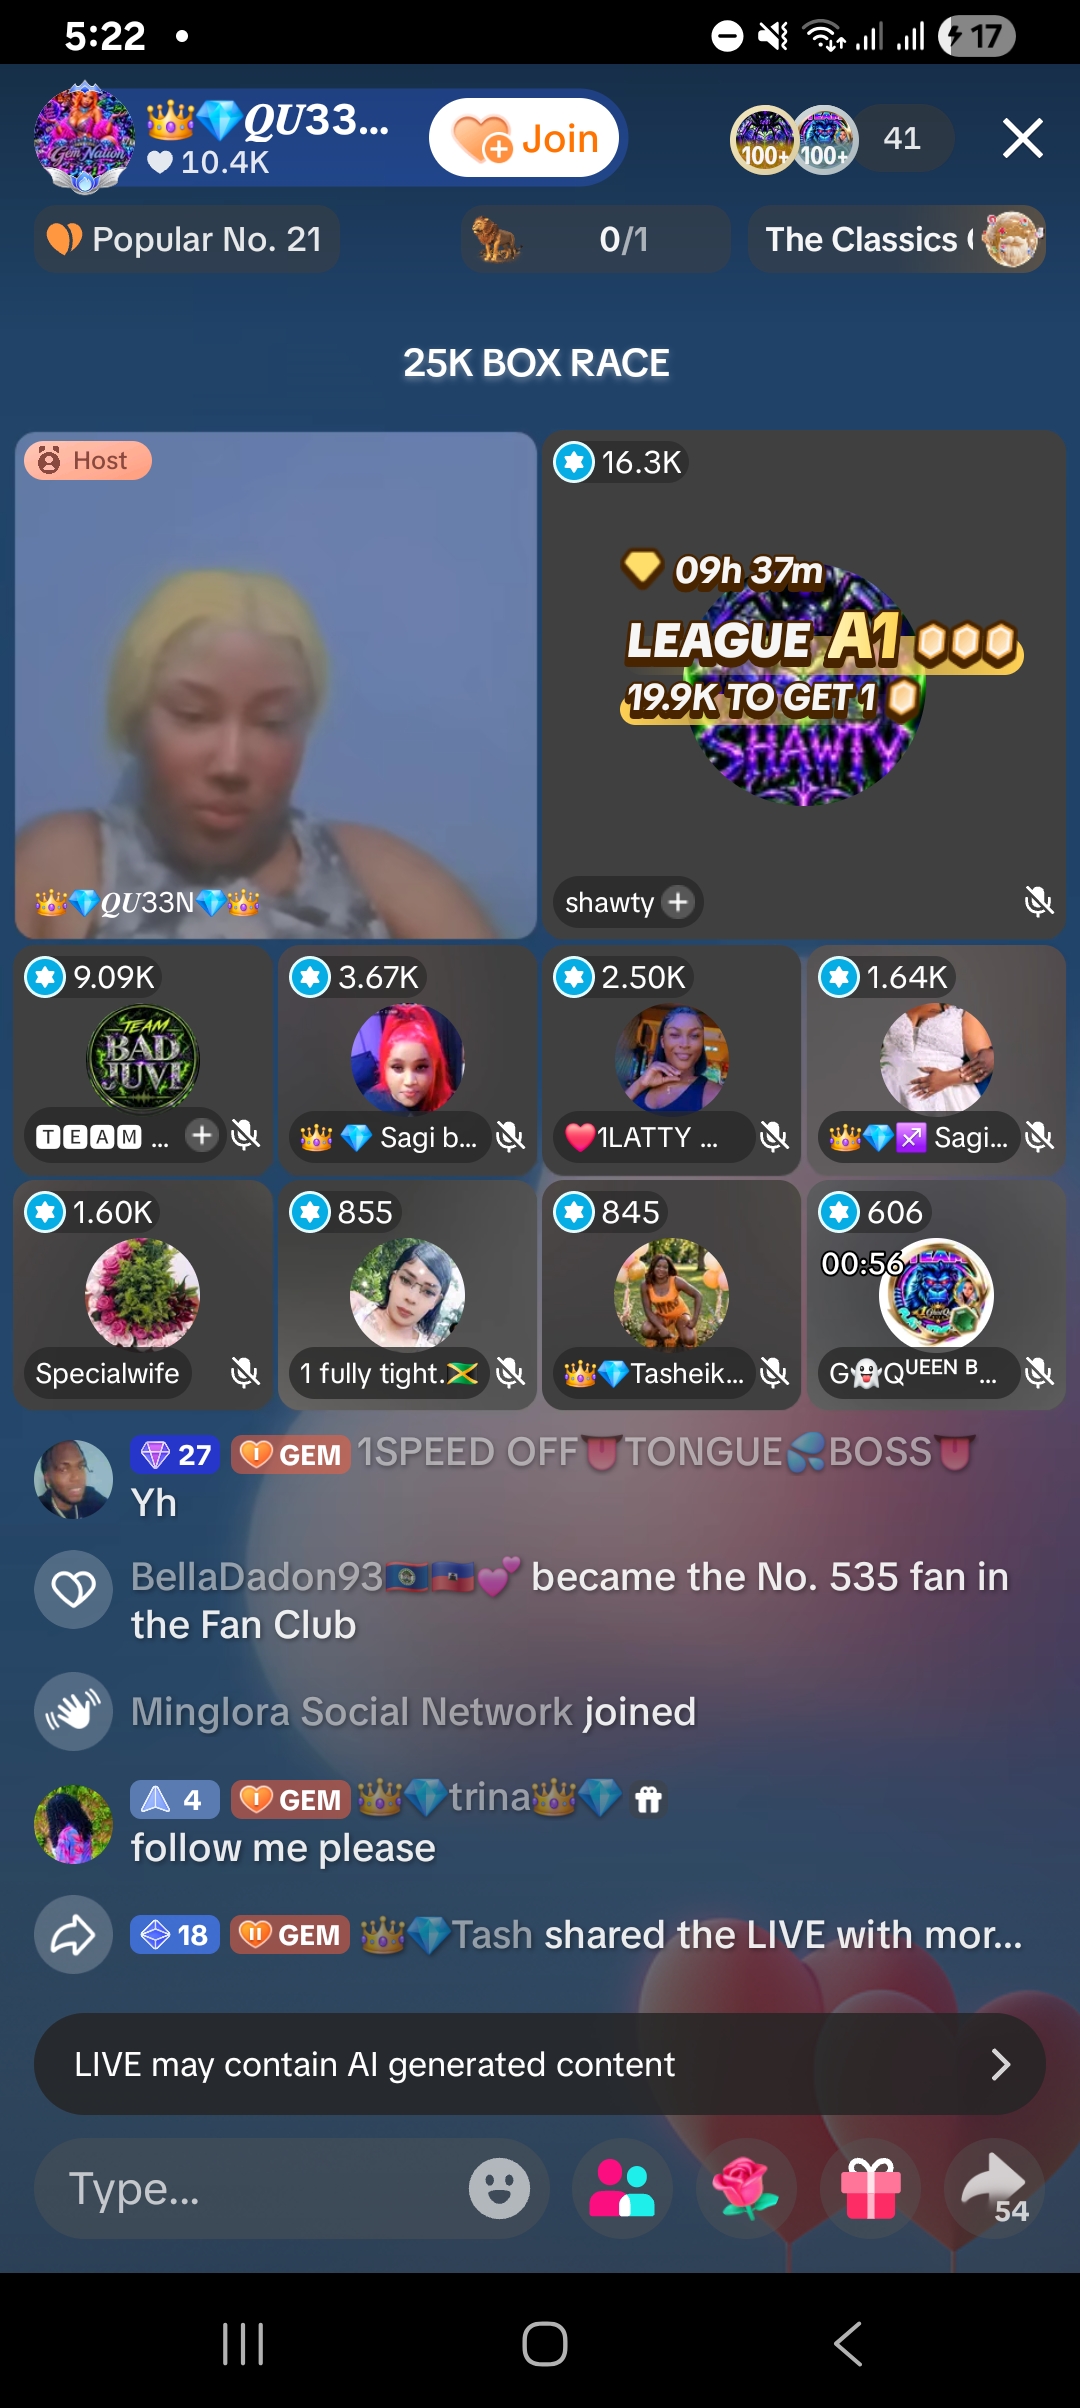 5:22
17
👑💎𝑸𝑼33...
10.4K
Join
100+
100+
41
Popular No. 21
0/1
The Classics
25K BOX RACE
Host
👑💎𝑸𝑼33N💎👑
16.3K
09h 37m
LEAGUE A1
19.9K TO GET 1
SHAWTY
shawty
9.09K
TEAM
BAD
JUVI
🆃🅴🅰🅼 ...
3.67K
👑 💎 Sagi b...
2.50K
❤️1LATTY ...
1.64K
👑💎♐ Sagi...
1.60K
Specialwife
855
1 fully tight.🇯🇲
845
👑💎Tasheik...
606
00:56
TEAM
G👻Qᵁᴱᴱᴺ ᴮ...
27 GEM 1SPEED OFF👅TONGUE💦BOSS👅
Yh
BellaDadon93🇧🇿🇭🇹💕 became the No. 535 fan in
the Fan Club
Minglora Social Network joined
4 GEM 👑💎trina👑💎
follow me please
18 GEM 👑💎Tash shared the LIVE with mor...
LIVE may contain AI generated content
Type...
54